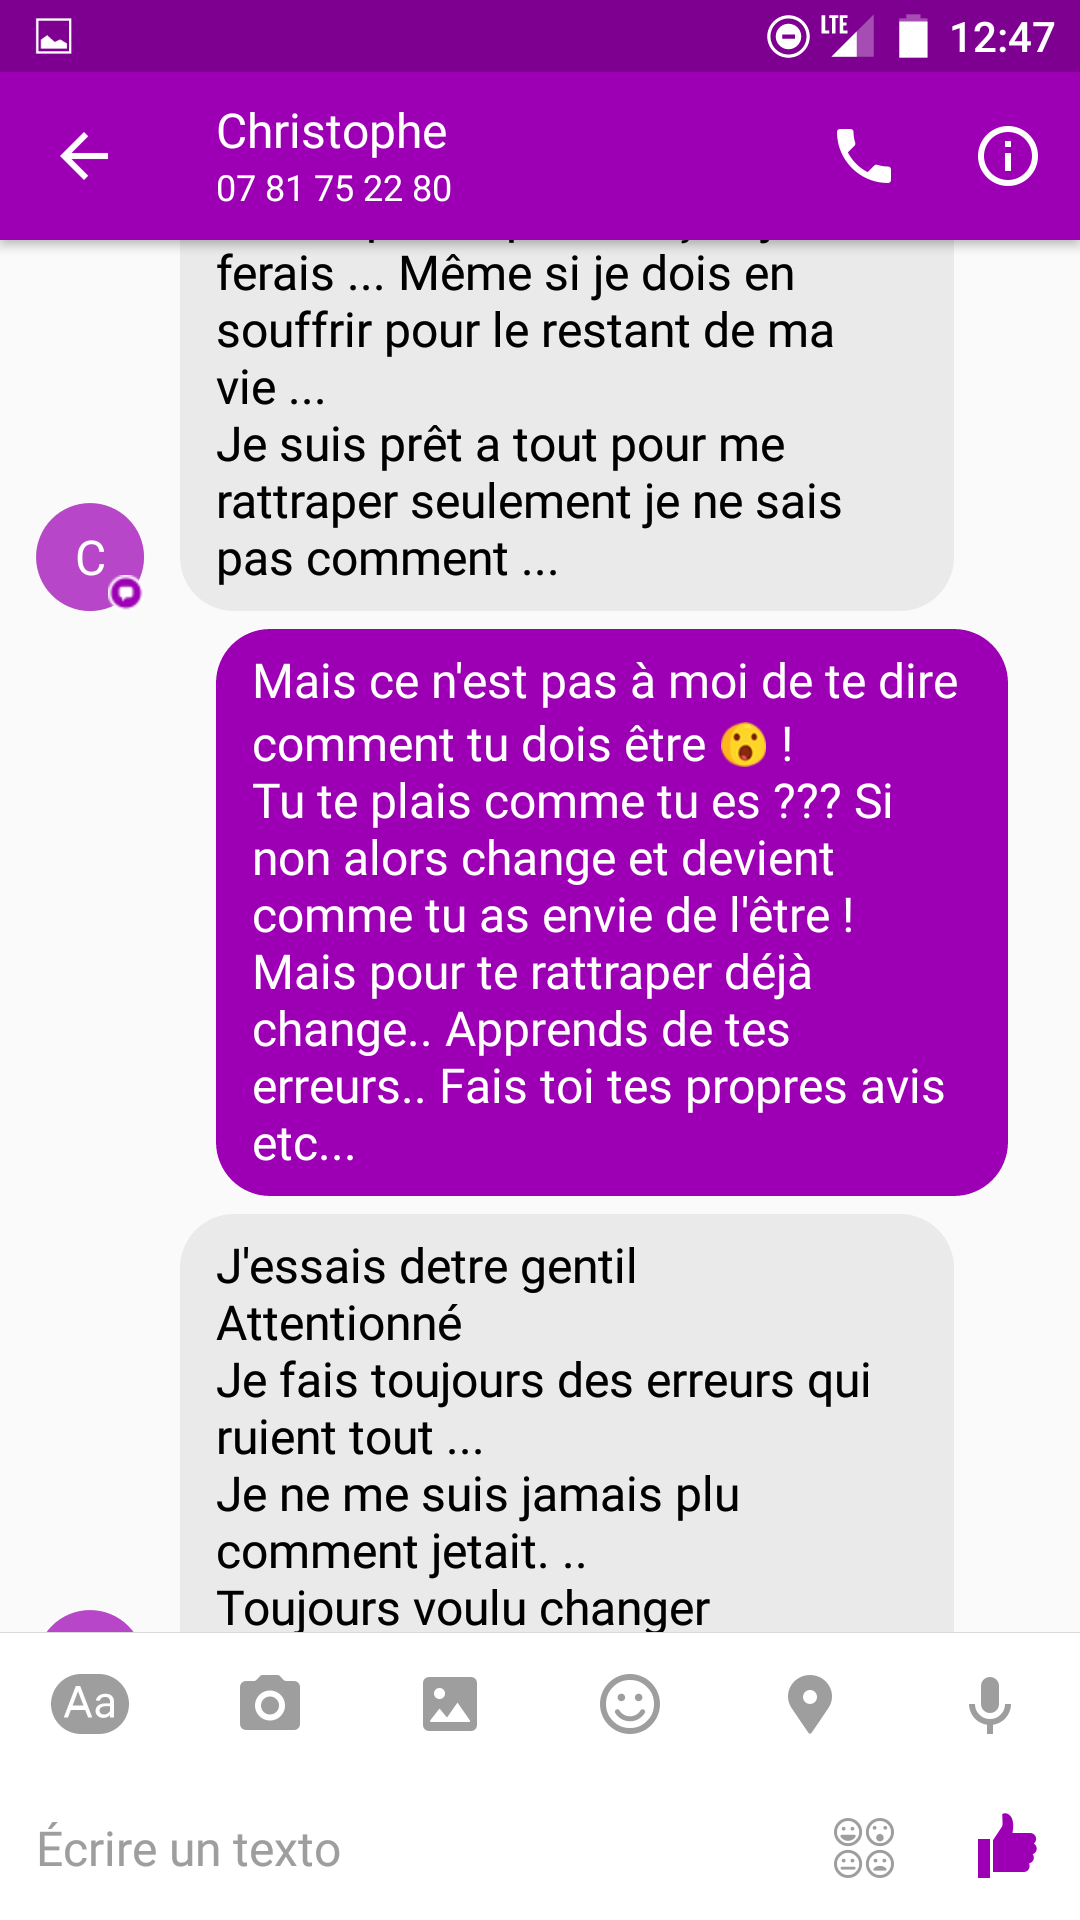 LTE 12:47
Christophe
07 81 75 22 80
ferais ... Même si je dois en
souffrir pour le restant de ma
vie ...
Je suis prêt a tout pour me
rattraper seulement je ne sais
pas comment ...
C
Mais ce n'est pas à moi de te dire
comment tu dois être 😮 !
Tu te plais comme tu es ??? Si
non alors change et devient
comme tu as envie de l'être !
Mais pour te rattraper déjà
change.. Apprends de tes
erreurs.. Fais toi tes propres avis
etc...
J'essais detre gentil
Attentionné
Je fais toujours des erreurs qui
ruient tout ...
Je ne me suis jamais plu
comment jetait. ..
Toujours voulu changer
Aa
Écrire un texto